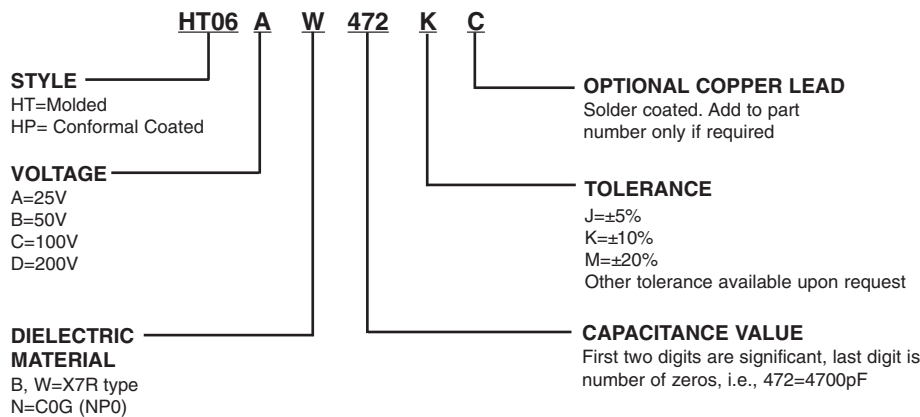 HT06 A W 472 K C
STYLE
HT=Molded
HP= Conformal Coated
VOLTAGE
A=25V
B=50V
C=100V
D=200V
DIELECTRIC
MATERIAL
B, W=X7R type
N=C0G (NP0)
OPTIONAL COPPER LEAD
Solder coated. Add to part
number only if required
TOLERANCE
J=±5%
K=±10%
M=±20%
Other tolerance available upon request
CAPACITANCE VALUE
First two digits are significant, last digit is
number of zeros, i.e., 472=4700pF